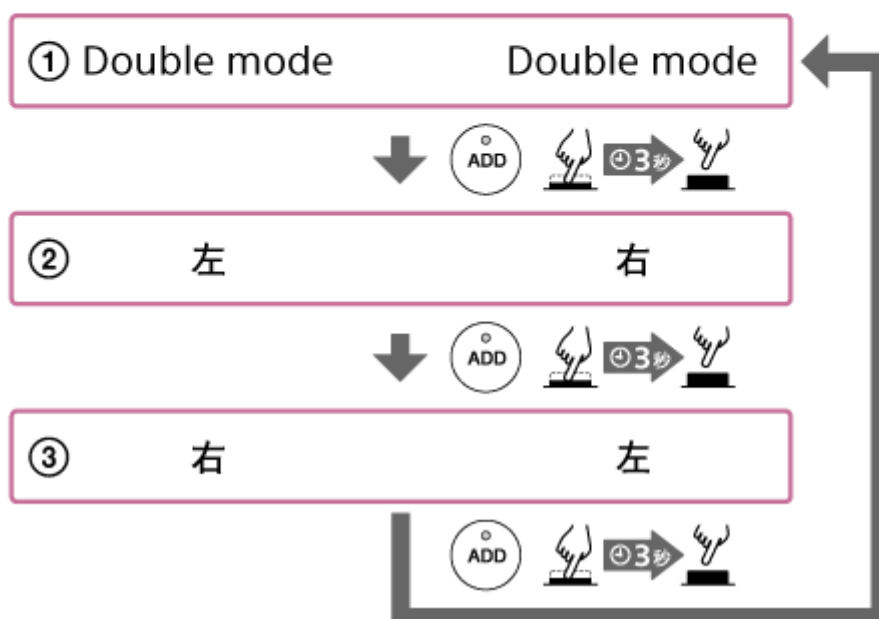 ① Double mode Double mode
ADD 3秒
② 左 右
ADD 3秒
③ 右 左
ADD 3秒